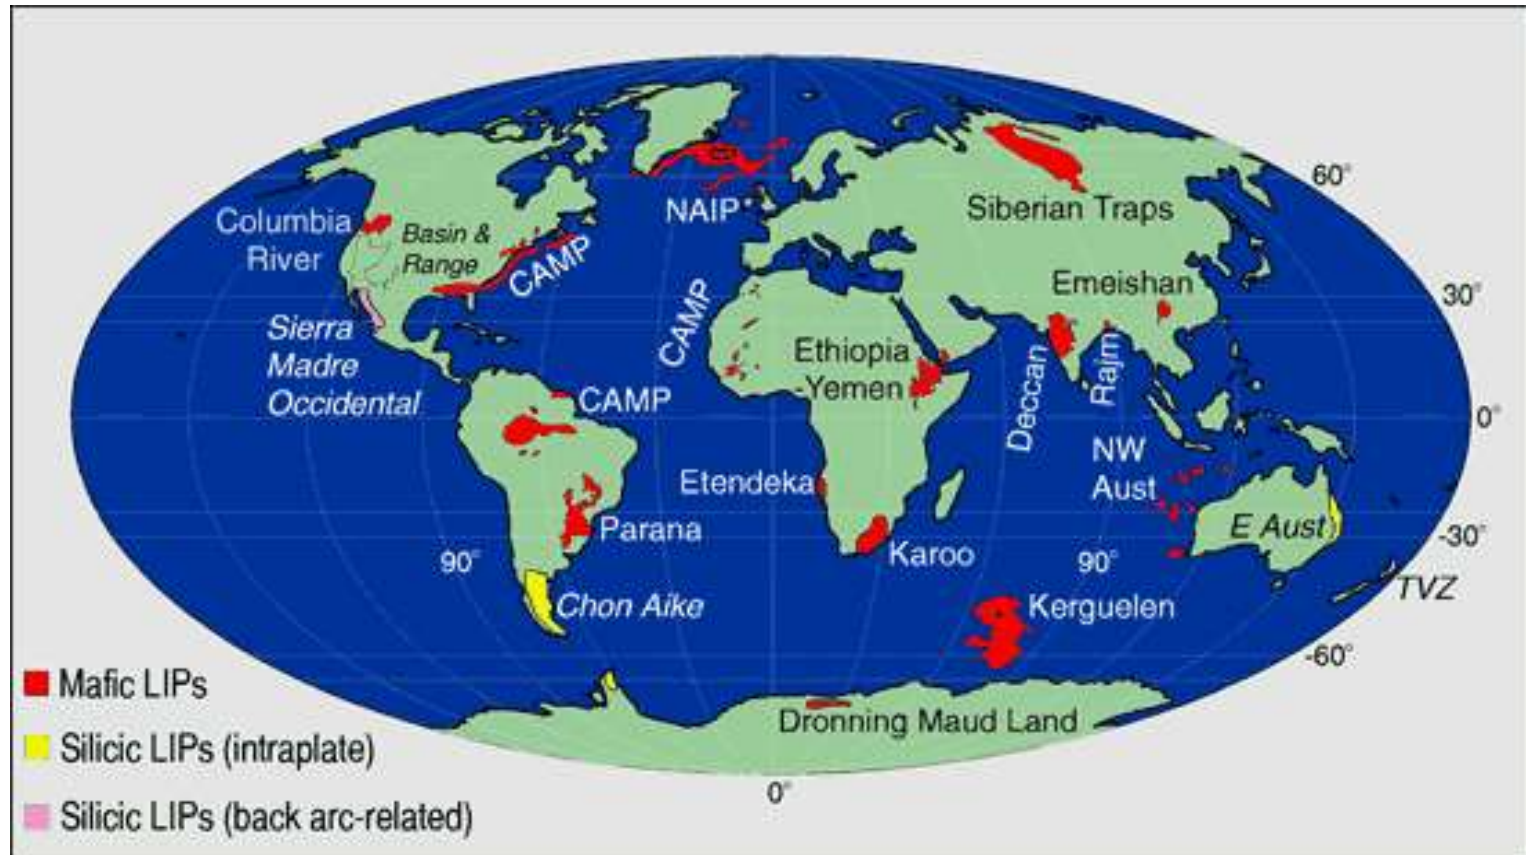 60°
Columbia
River
Basin &
Range
CAMP
NAIP
Siberian Traps
30°
Emeishan
Sierra
Madre
Occidental
CAMP
Ethiopia
-Yemen
Deccan
Rajm
CAMP
0°
NW
Aust
Etendeka
Parana
E Aust
-30°
90°
Karoo
90°
TVZ
Chon Aike
Kerguelen
-60°
Mafic LIPs
Dronning Maud Land
Silicic LIPs (intraplate)
0°
Silicic LIPs (back arc-related)